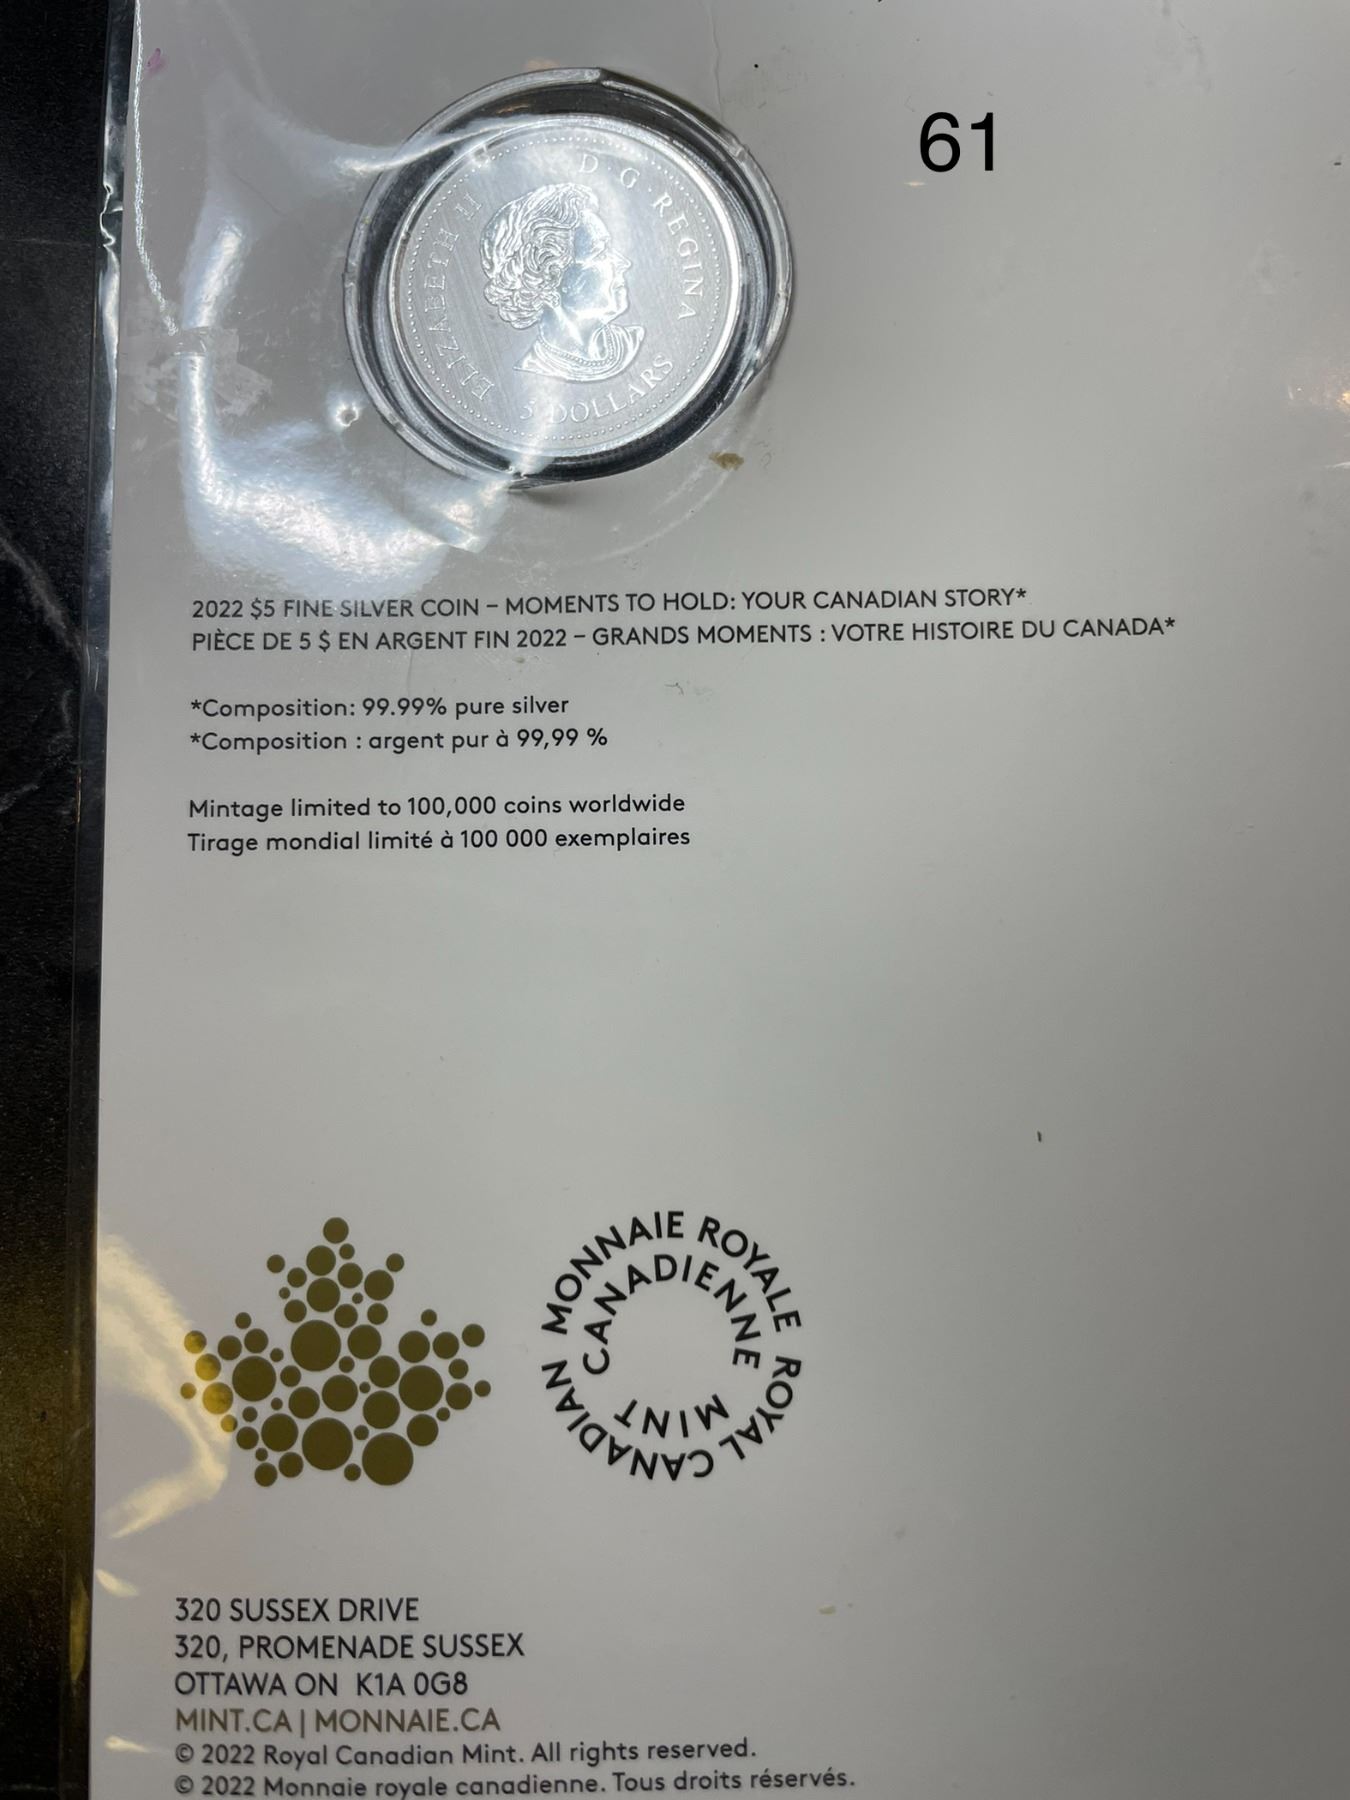 61
ELIZABETH II D·G·REGINA
5 DOLLARS
2022 $5 FINE SILVER COIN – MOMENTS TO HOLD: YOUR CANADIAN STORY*
PIÈCE DE 5 $ EN ARGENT FIN 2022 – GRANDS MOMENTS : VOTRE HISTOIRE DU CANADA*
*Composition: 99.99% pure silver
*Composition : argent pur à 99,99 %
Mintage limited to 100,000 coins worldwide
Tirage mondial limité à 100 000 exemplaires
MONNAIE ROYALE
CANADIENNE
ROYAL CANADIAN
MINT
320 SUSSEX DRIVE
320, PROMENADE SUSSEX
OTTAWA ON K1A 0G8
MINT.CA | MONNAIE.CA
© 2022 Royal Canadian Mint. All rights reserved.
© 2022 Monnaie royale canadienne. Tous droits réservés.